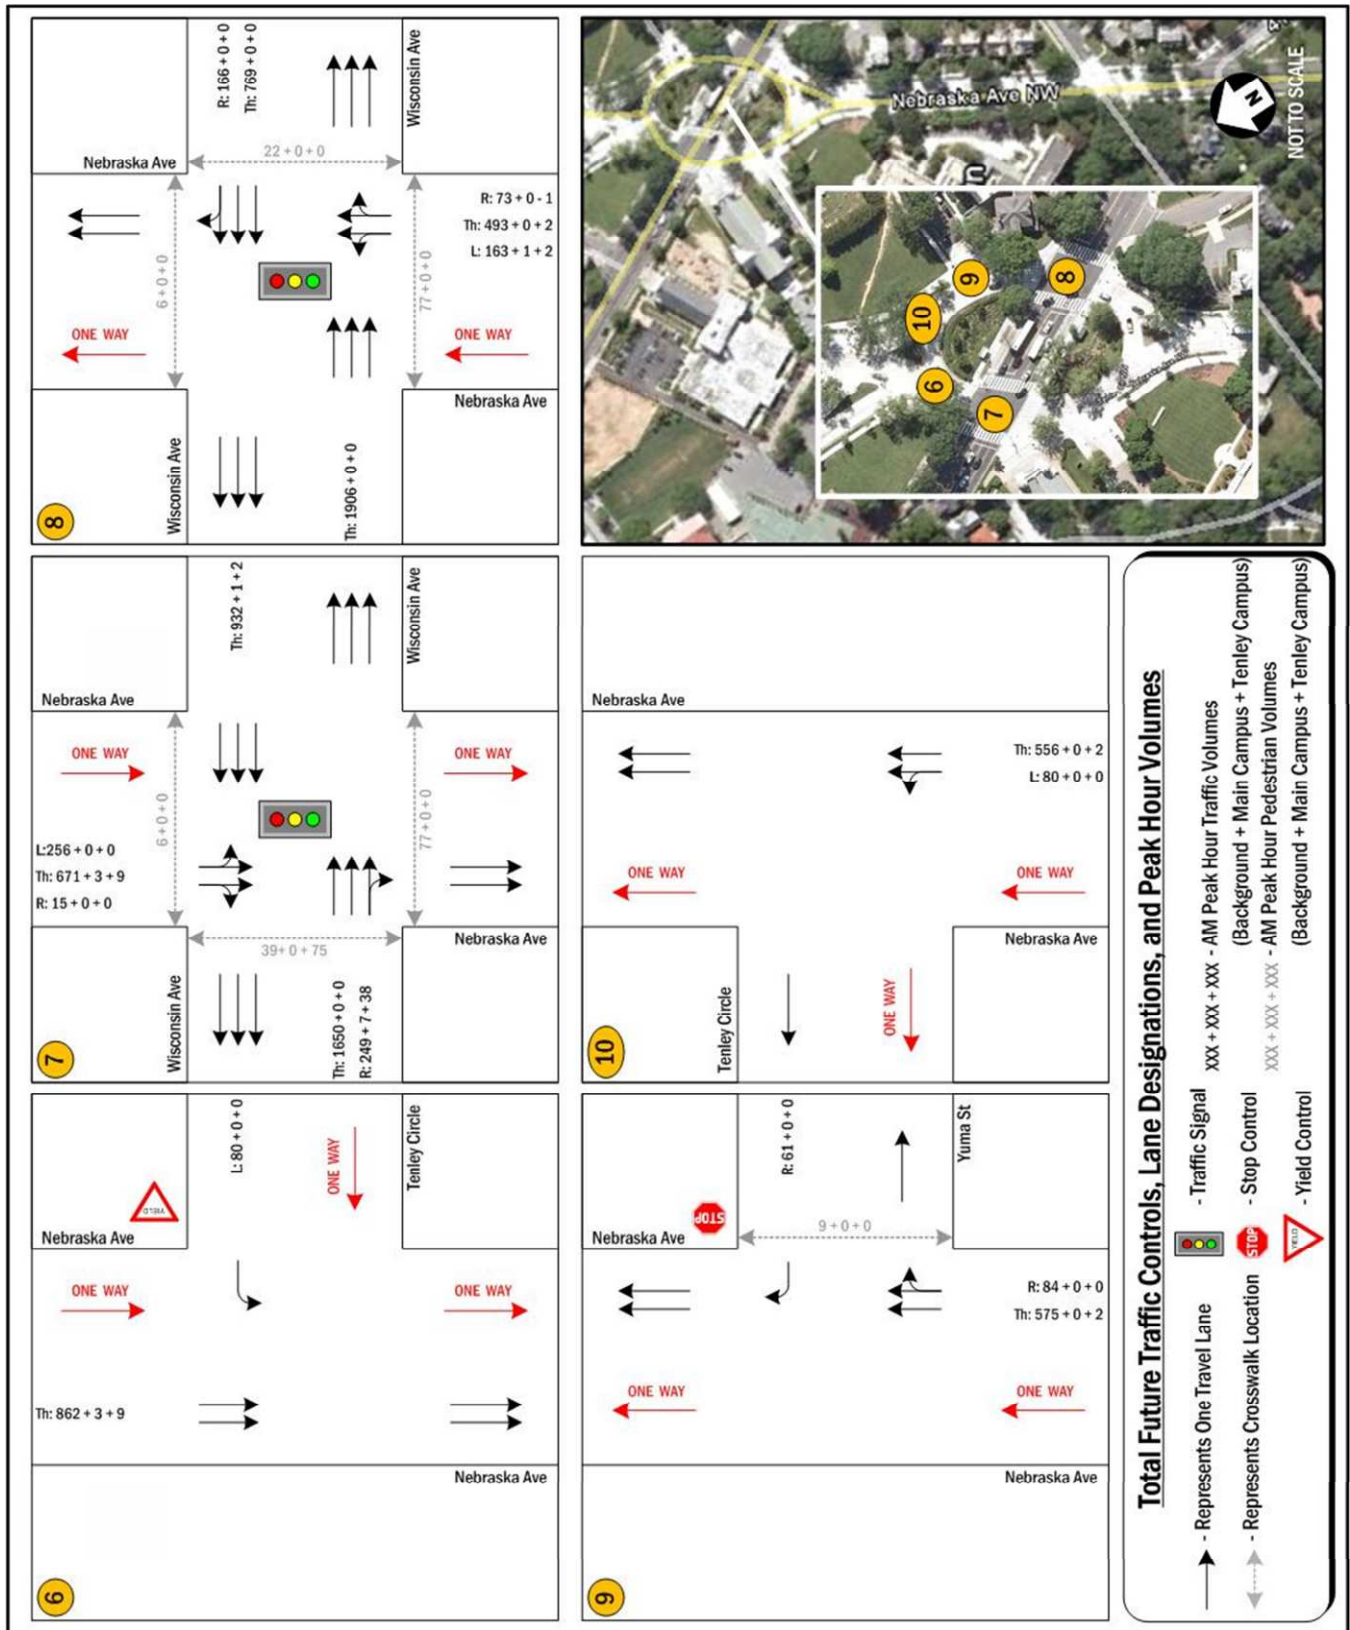 8
R: 166 + 0 + 0
Th: 769 + 0 + 0
Wisconsin Ave
Nebraska Ave
22 + 0 + 0
6 + 0 + 0
77 + 0 + 0
R: 73 + 0 - 1
Th: 493 + 0 + 2
L: 163 + 1 + 2
ONE WAY
ONE WAY
Nebraska Ave
Wisconsin Ave
Th: 1906 + 0 + 0
7
Th: 932 + 1 + 2
Wisconsin Ave
Nebraska Ave
ONE WAY
ONE WAY
6 + 0 + 0
77 + 0 + 0
L:256 + 0 + 0
Th: 671 + 3 + 9
R: 15 + 0 + 0
39+ 0 + 75
Nebraska Ave
Wisconsin Ave
Th: 1650 + 0 + 0
R: 249 + 7 + 38
6
L: 80 + 0 + 0
ONE WAY
Tenley Circle
YIELD
Nebraska Ave
ONE WAY
ONE WAY
Th: 862 + 3 + 9
Nebraska Ave
Nebraska Ave NW
N
NOT TO SCALE
6
7
8
9
10
10
Nebraska Ave
Th: 556 + 0 + 2
L: 80 + 0 + 0
ONE WAY
ONE WAY
Nebraska Ave
Tenley Circle
ONE WAY
9
R: 61 + 0 + 0
Yuma St
STOP
Nebraska Ave
9 + 0 + 0
R: 84 + 0 + 0
Th: 575 + 0 + 2
ONE WAY
ONE WAY
Nebraska Ave
Total Future Traffic Controls, Lane Designations, and Peak Hour Volumes
- Represents One Travel Lane
- Represents Crosswalk Location
- Traffic Signal
STOP
- Stop Control
YIELD
- Yield Control
XXX + XXX + XXX - AM Peak Hour Traffic Volumes
(Background + Main Campus + Tenley Campus)
XXX + XXX + XXX - AM Peak Hour Pedestrian Volumes
(Background + Main Campus + Tenley Campus)